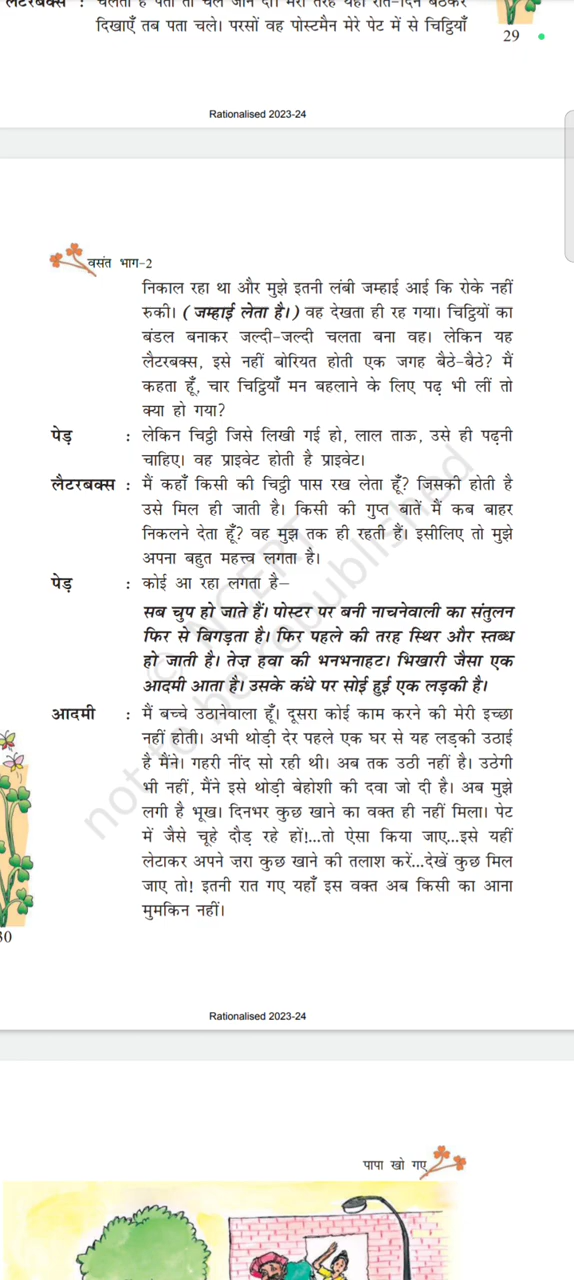 लैटरबक्स : चलता है पता तो चल जाने दो। मेरी तरह यहाँ रात-दिन बैठकर
दिखाएँ तब पता चले। परसों वह पोस्टमैन मेरे पेट में से चिट्ठियाँ
29
Rationalised 2023-24
वसंत भाग-2
निकाल रहा था और मुझे इतनी लंबी जम्हाई आई कि रोके नहीं
रुकी। (जम्हाई लेता है।) वह देखता ही रह गया। चिट्ठियों का
बंडल बनाकर जल्दी-जल्दी चलता बना वह। लेकिन यह
लैटरबक्स, इसे नहीं बोरियत होती एक जगह बैठे-बैठे? मैं
कहता हूँ, चार चिट्ठियाँ मन बहलाने के लिए पढ़ भी लीं तो
क्या हो गया?
पेड़ : लेकिन चिट्ठी जिसे लिखी गई हो, लाल ताऊ, उसे ही पढ़नी
चाहिए। वह प्राइवेट होती है प्राइवेट।
लैटरबक्स : मैं कहाँ किसी की चिट्ठी पास रख लेता हूँ? जिसकी होती है
उसे मिल ही जाती है। किसी की गुप्त बातें मैं कब बाहर
निकलने देता हूँ? वह मुझ तक ही रहती हैं। इसीलिए तो मुझे
अपना बहुत महत्त्व लगता है।
पेड़ : कोई आ रहा लगता है–
सब चुप हो जाते हैं। पोस्टर पर बनी नाचनेवाली का संतुलन
फिर से बिगड़ता है। फिर पहले की तरह स्थिर और स्तब्ध
हो जाती है। तेज़ हवा की भनभनाहट। भिखारी जैसा एक
आदमी आता है। उसके कंधे पर सोई हुई एक लड़की है।
आदमी : मैं बच्चे उठानेवाला हूँ। दूसरा कोई काम करने की मेरी इच्छा
नहीं होती। अभी थोड़ी देर पहले एक घर से यह लड़की उठाई
है मैंने। गहरी नींद सो रही थी। अब तक उठी नहीं है। उठेगी
भी नहीं, मैंने इसे थोड़ी बेहोशी की दवा जो दी है। अब मुझे
लगी है भूख। दिनभर कुछ खाने का वक्त ही नहीं मिला। पेट
में जैसे चूहे दौड़ रहे हों!...तो ऐसा किया जाए...इसे यहीं
लेटाकर अपने ज़रा कुछ खाने की तलाश करें...देखें कुछ मिल
जाए तो! इतनी रात गए यहाँ इस वक्त अब किसी का आना
मुमकिन नहीं।
© NCERT
not to be republished
30
Rationalised 2023-24
पापा खो गए